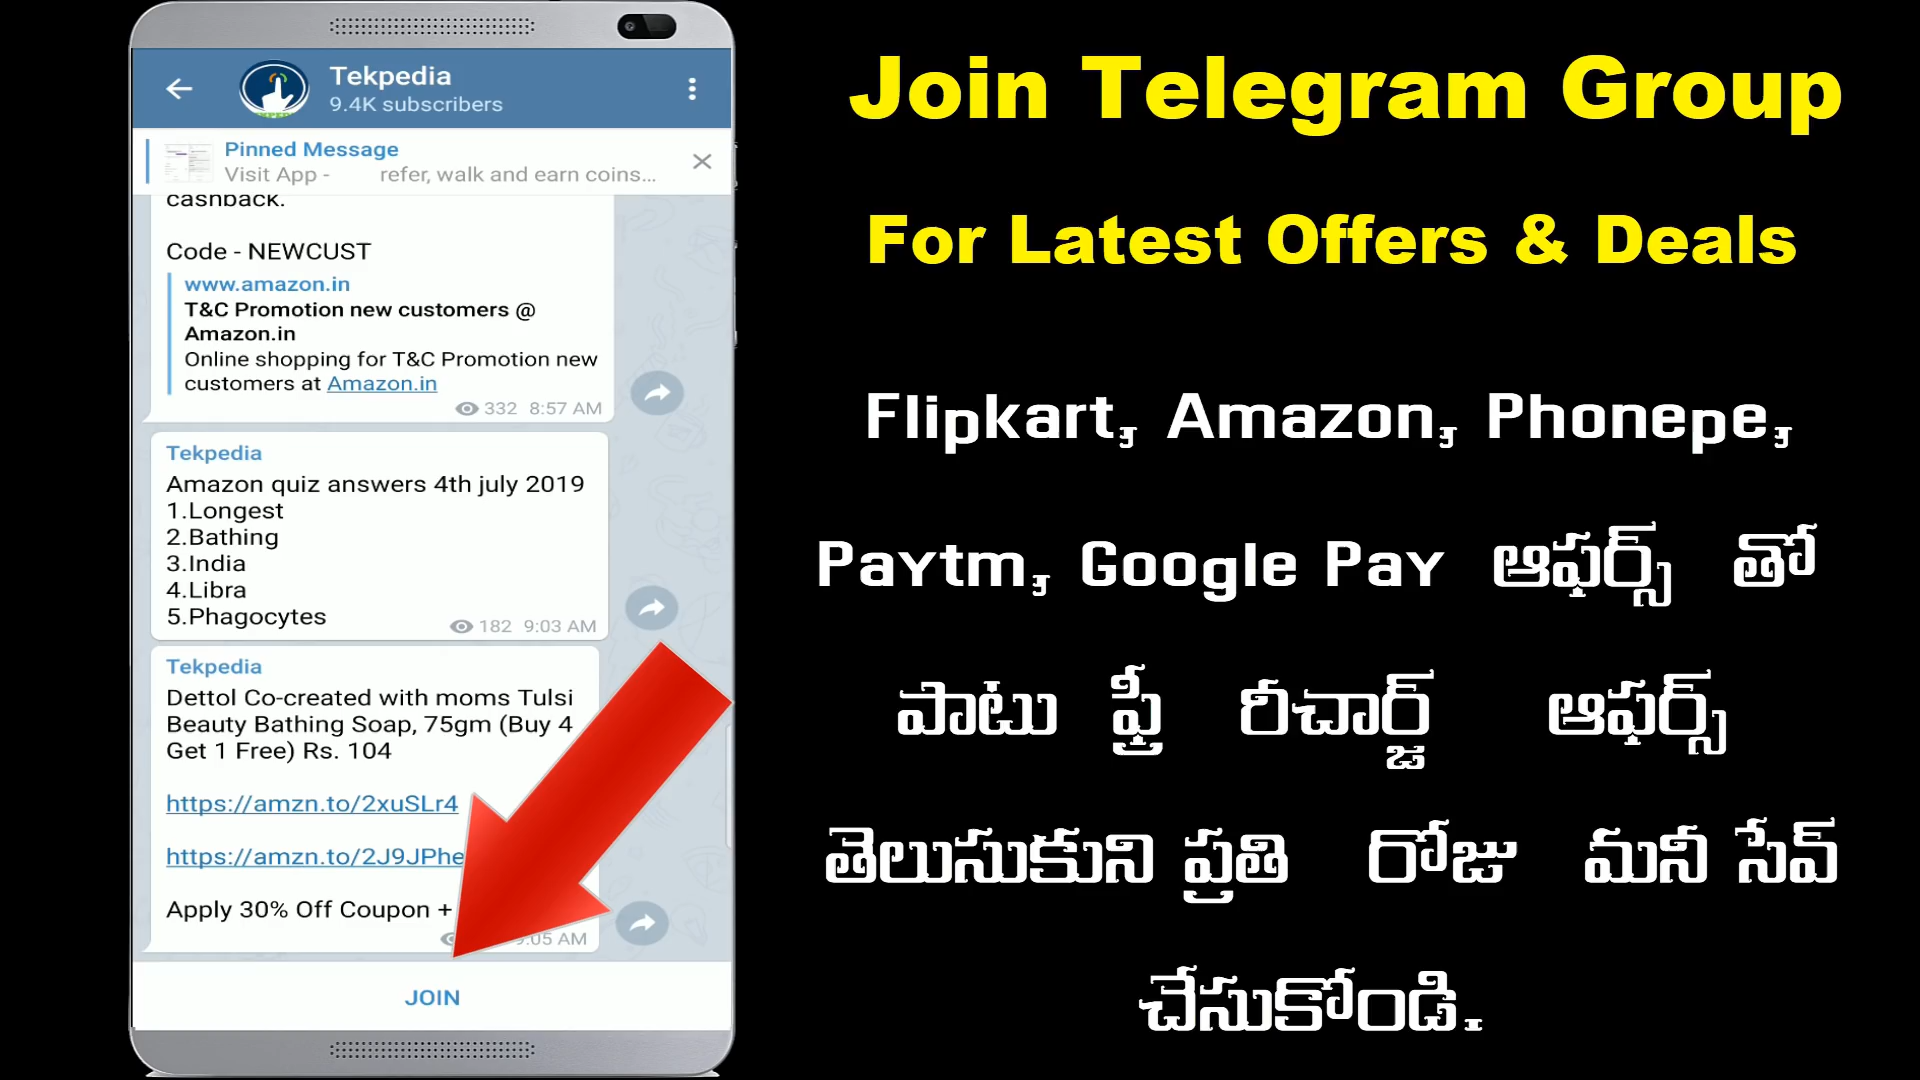 Tekpedia
9.4K subscribers
Pinned Message
Visit App - refer, walk and earn coins...
cashback.
Code - NEWCUST
www.amazon.in
T&C Promotion new customers @
Amazon.in
Online shopping for T&C Promotion new
customers at Amazon.in
332 8:57 AM
Tekpedia
Amazon quiz answers 4th july 2019
1.Longest
2.Bathing
3.India
4.Libra
5.Phagocytes
182 9:03 AM
Tekpedia
Dettol Co-created with moms Tulsi
Beauty Bathing Soap, 75gm (Buy 4
Get 1 Free) Rs. 104
https://amzn.to/2xuSLr4
https://amzn.to/2J9JPhe
Apply 30% Off Coupon +
9:05 AM
JOIN
Join Telegram Group
For Latest Offers & Deals
Flipkart, Amazon, Phonepe,
Paytm, Google Pay ఆఫర్స్ తో
పాటు ఫ్రీ రీచార్జ్ ఆఫర్స్
తెలుసుకుని ప్రతి రోజు మనీ సేవ్
చేసుకోండి.